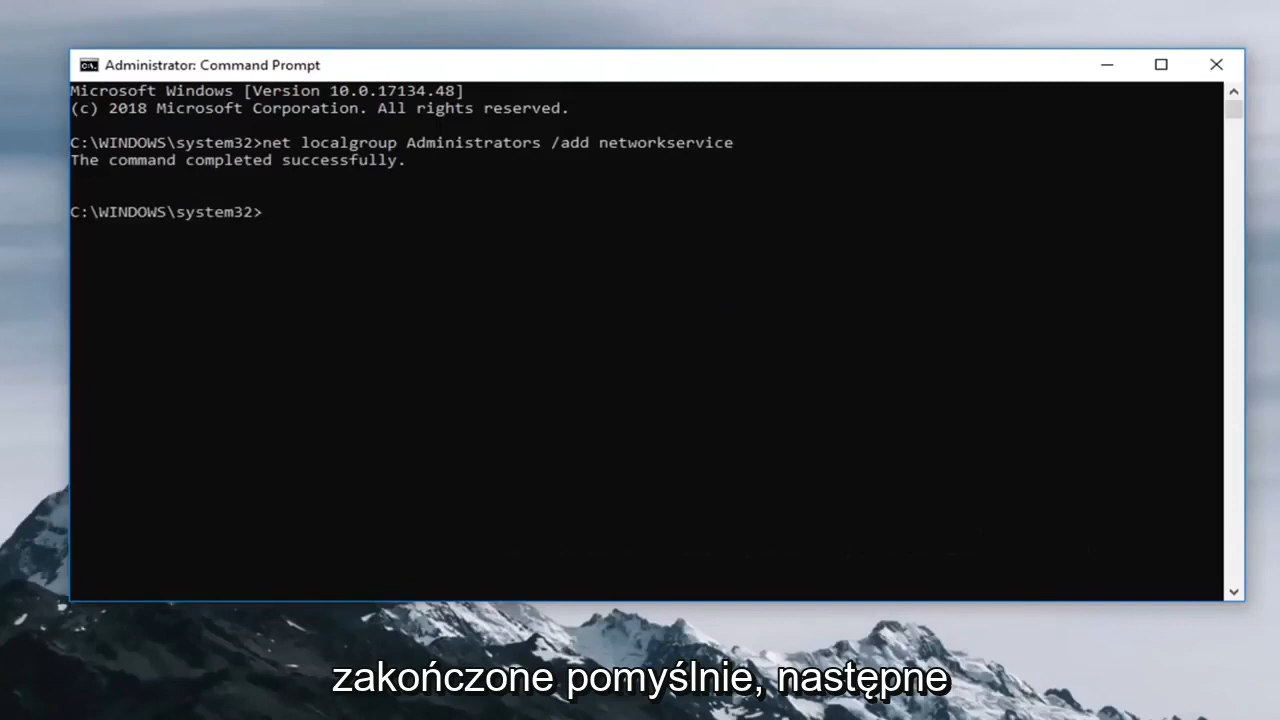 Administrator: Command Prompt
Microsoft Windows [Version 10.0.17134.48]
(c) 2018 Microsoft Corporation. All rights reserved.
C:\WINDOWS\system32>net localgroup Administrators /add networkservice
The command completed successfully.
C:\WINDOWS\system32>
zakończone pomyślnie, następne